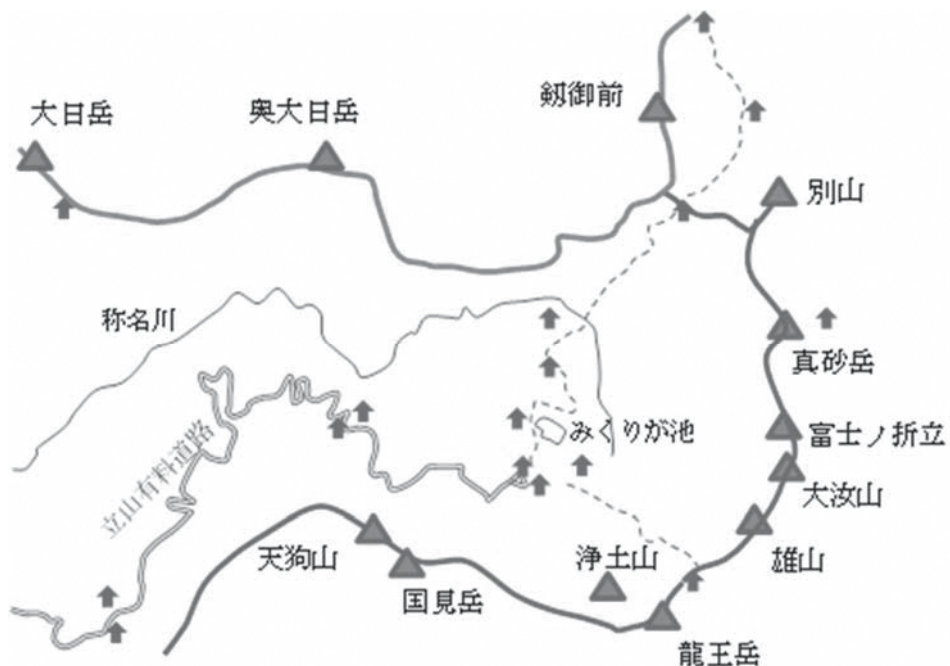 大日岳
奥大日岳
剱御前
別山
称名川
真砂岳
みくりが池
富士ノ折立
立山有料道路
大汝山
天狗山
浄土山
雄山
国見岳
龍王岳